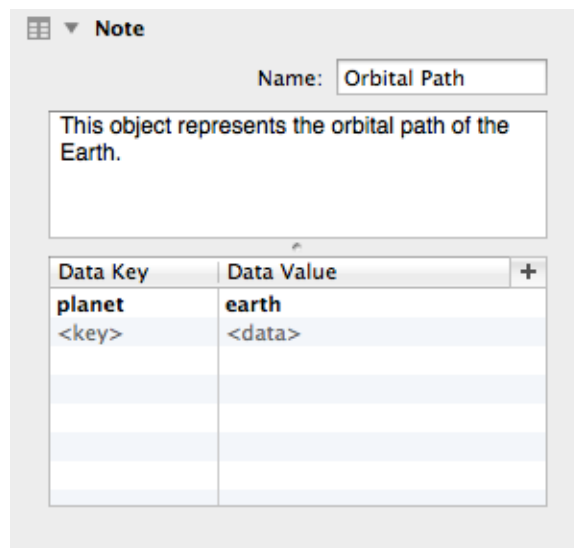 Note
Name: Orbital Path
This object represents the orbital path of the
Earth.
Data Key Data Value +
planet earth
<key> <data>